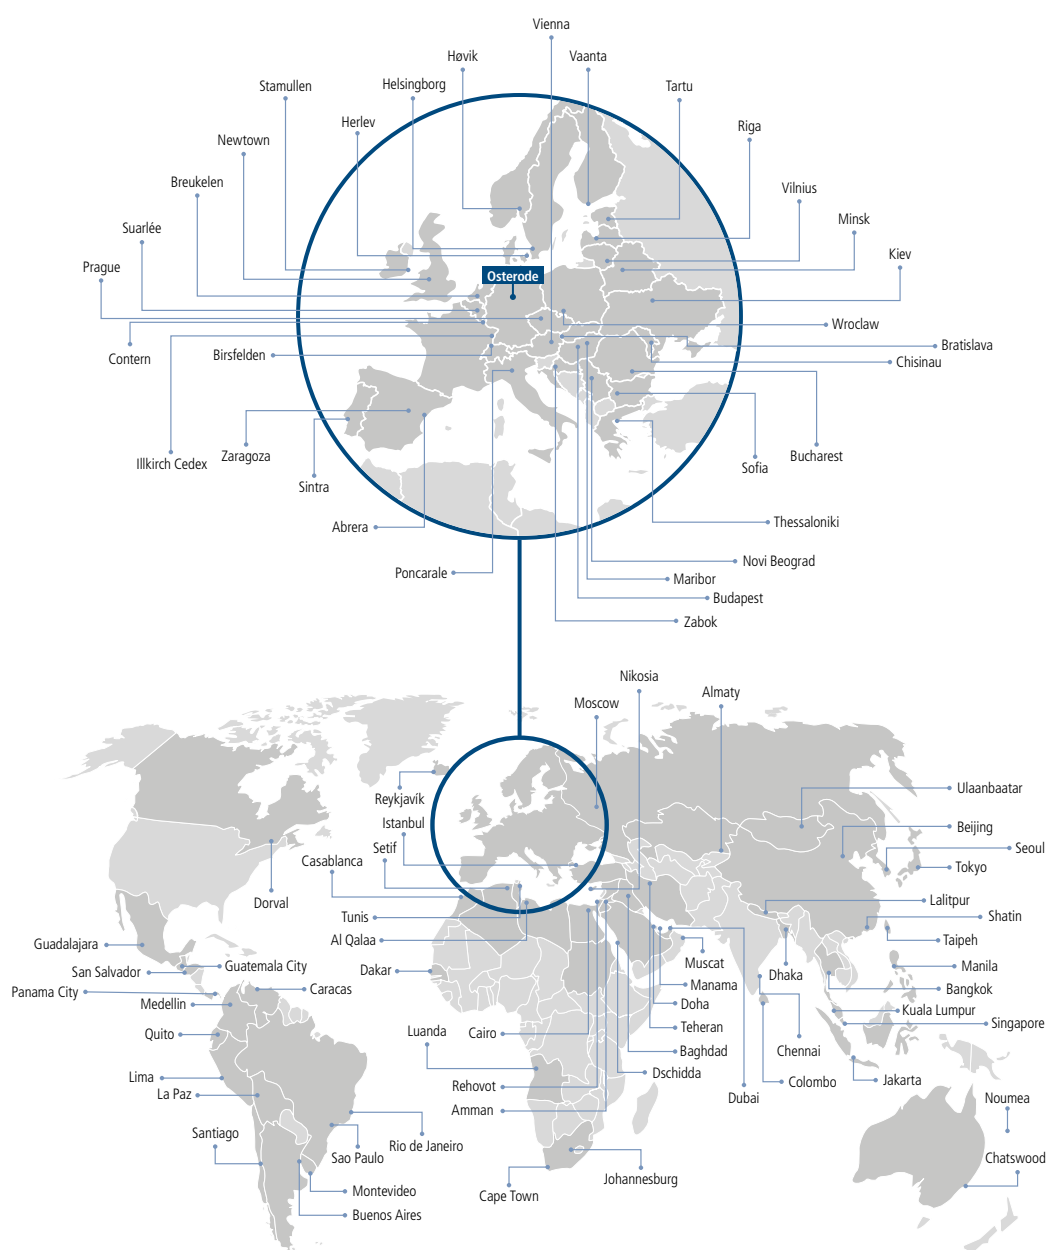 Vienna
Høvik
Vaanta
Helsingborg
Stamullen
Tartu
Herlev
Riga
Newtown
Breukelen
Vilnius
Minsk
Suarlée
Kiev
Prague
Osterode
Wroclaw
Bratislava
Contern
Birsfelden
Chisinau
Illkirch Cedex
Zaragoza
Bucharest
Sofia
Sintra
Abrera
Thessaloniki
Novi Beograd
Poncarale
Maribor
Budapest
Zabok
Nikosia
Almaty
Moscow
Reykjavík
Ulaanbaatar
Istanbul
Beijing
Setif
Seoul
Casablanca
Tokyo
Dorval
Lalitpur
Tunis
Shatin
Al Qalaa
Taipeh
Guadalajara
Guatemala City
Muscat
Manila
San Salvador
Dakar
Dhaka
Panama City
Caracas
Manama
Bangkok
Medellin
Doha
Kuala Lumpur
Quito
Luanda
Cairo
Teheran
Singapore
Baghdad
Chennai
Lima
Dschidda
Jakarta
La Paz
Rehovot
Colombo
Dubai
Noumea
Amman
Santiago
Rio de Janeiro
Sao Paulo
Chatswood
Johannesburg
Montevideo
Cape Town
Buenos Aires